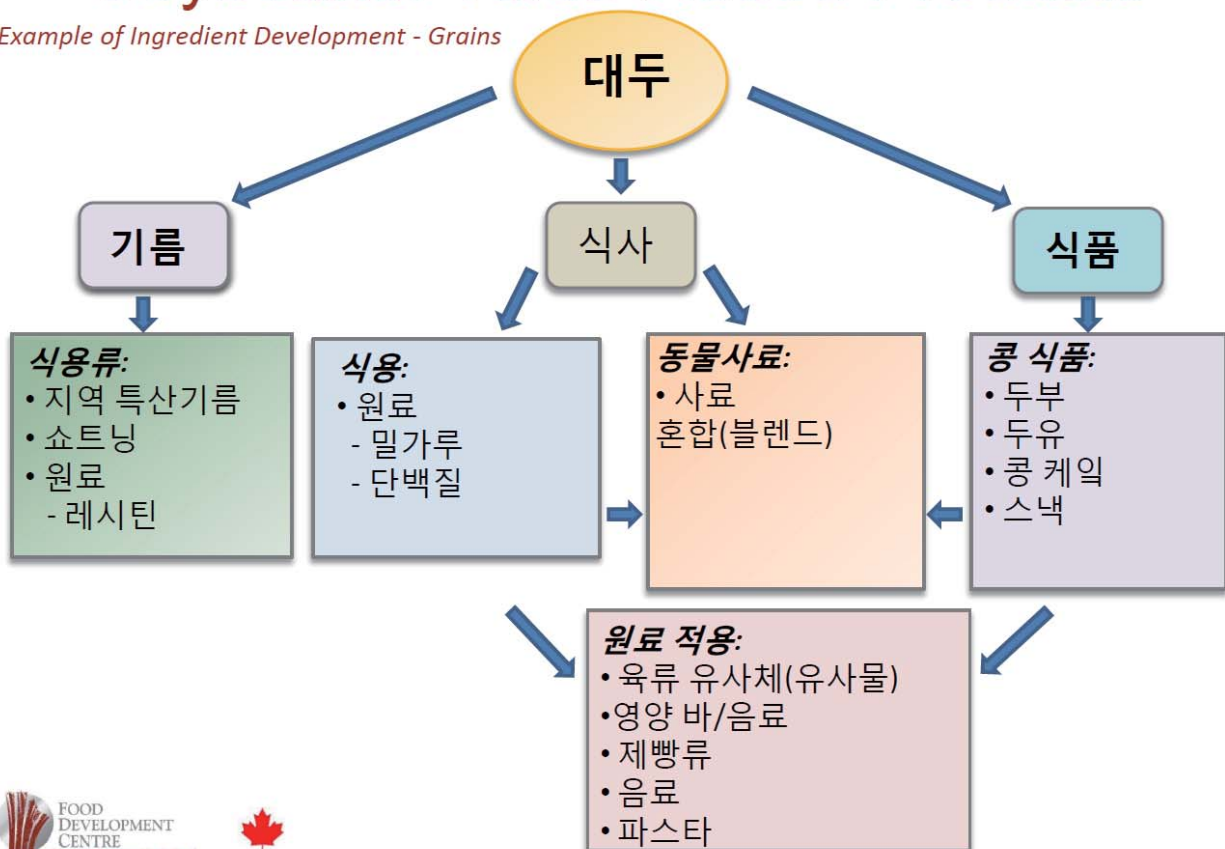 Example of Ingredient Development - Grains
대두
기름
식사
식품
식용류:
• 지역 특산기름
• 쇼트닝
• 원료
- 레시틴
식용:
• 원료
- 밀가루
- 단백질
동물사료:
• 사료
혼합(블렌드)
콩 식품:
• 두부
• 두유
• 콩 케잌
• 스낵
원료 적용:
• 육류 유사체(유사물)
•영양 바/음료
• 제빵류
• 음료
• 파스타
FOOD
DEVELOPMENT
CENTRE